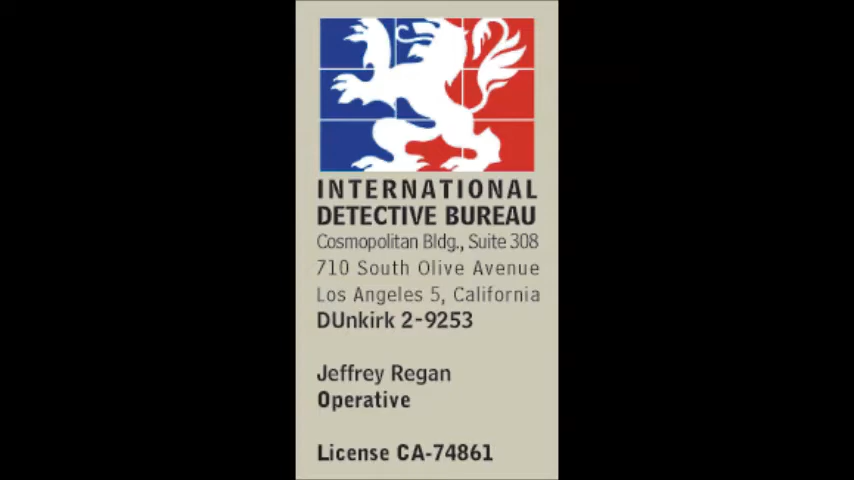 INTERNATIONAL
DETECTIVE BUREAU
Cosmopolitan Bldg., Suite 308
710 South Olive Avenue
Los Angeles 5, California
DUnkirk 2-9253
Jeffrey Regan
Operative
License CA-74861